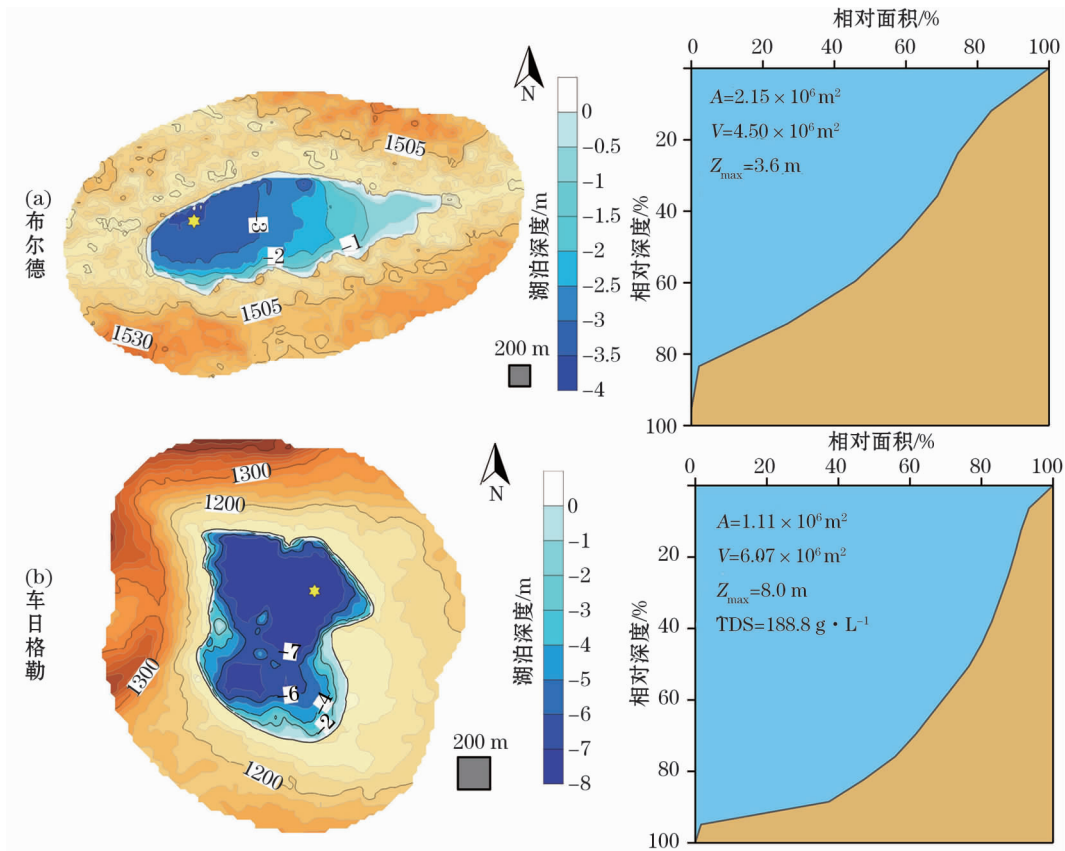 (a)布尔德
1505
-3
-2
-1
1505
1530
N
湖泊深度/m
0
-0.5
-1
-1.5
-2
-2.5
-3
-3.5
-4
200 m
相对面积/%
0 20 40 60 80 100
相对深度/%
20
40
60
80
100
A=2.15 × 10⁶ m²
V=4.50 × 10⁶ m²
Zmax=3.6 m
(b)车日格勒
1300
1200
1300
-7
-6
-4
-2
1200
N
湖泊深度/m
0
-1
-2
-3
-4
-5
-6
-7
-8
200 m
相对面积/%
0 20 40 60 80 100
相对深度/%
20
40
60
80
100
A=1.11 × 10⁶ m²
V=6.07 × 10⁶ m²
Zmax=8.0 m
TDS=188.8 g·L⁻¹